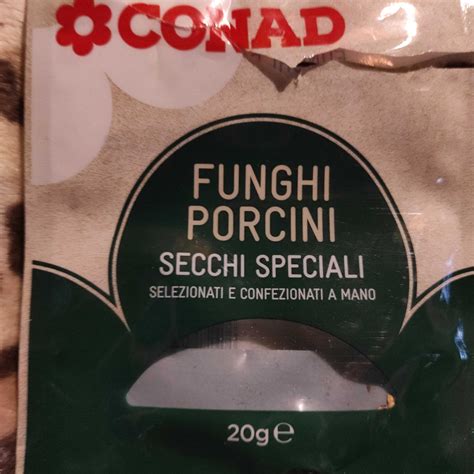 CONAD
FUNGHI
PORCINI
SECCHI SPECIALI
SELEZIONATI E CONFEZIONATI A MANO
20g e